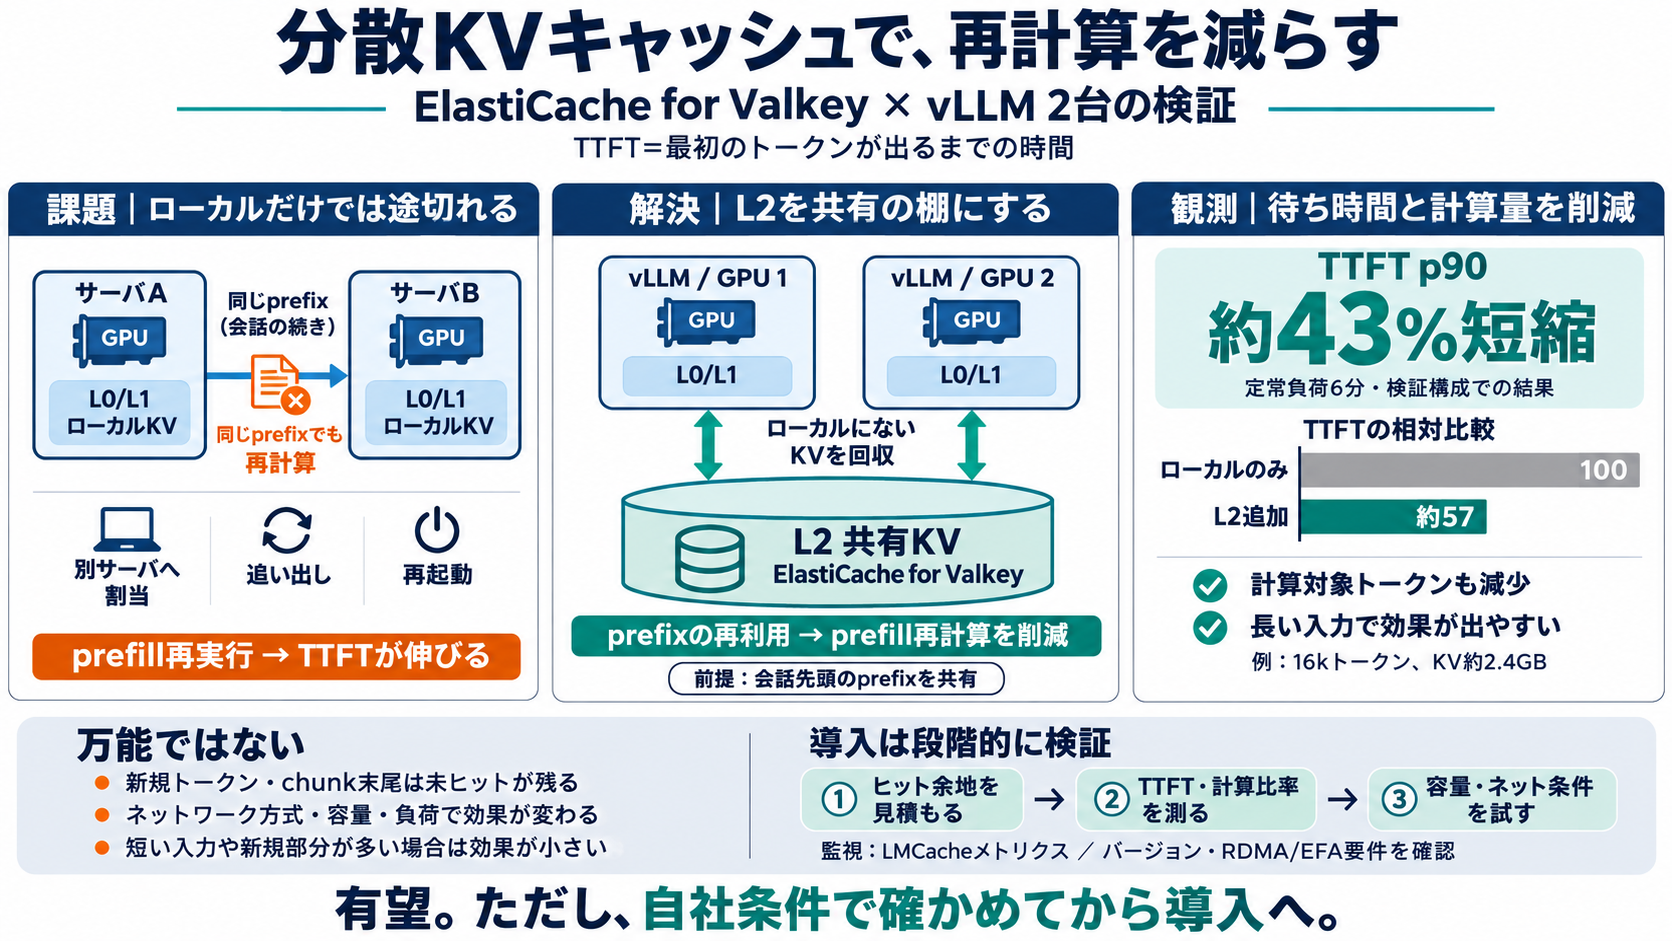 分散KVキャッシュで、再計算を減らす
ElastiCache for Valkey × vLLM 2台の検証
TTFT＝最初のトークンが出るまでの時間
課題｜ローカルだけでは途切れる
サーバA
GPU
L0/L1
ローカルKV
同じprefix
（会話の続き）
同じprefixでも
再計算
サーバB
GPU
L0/L1
ローカルKV
別サーバへ
割当
追い出し
再起動
prefill再実行 → TTFTが伸びる
解決｜L2を共有の棚にする
vLLM / GPU 1
GPU
L0/L1
vLLM / GPU 2
GPU
L0/L1
ローカルにない
KVを回収
L2 共有KV
ElastiCache for Valkey
prefixの再利用 → prefill再計算を削減
前提：会話先頭のprefixを共有
観測｜待ち時間と計算量を削減
TTFT p90
約43%短縮
定常負荷6分・検証構成での結果
TTFTの相対比較
ローカルのみ 100
L2追加 約57
計算対象トークンも減少
長い入力で効果が出やすい
例：16kトークン、KV約2.4GB
万能ではない
新規トークン・chunk末尾は未ヒットが残る
ネットワーク方式・容量・負荷で効果が変わる
短い入力や新規部分が多い場合は効果が小さい
導入は段階的に検証
① ヒット余地を
見積もる
→
② TTFT・計算比率
を測る
→
③ 容量・ネット条件
を試す
監視：LMCacheメトリクス ／ バージョン・RDMA/EFA要件を確認
有望。ただし、自社条件で確かめてから導入へ。